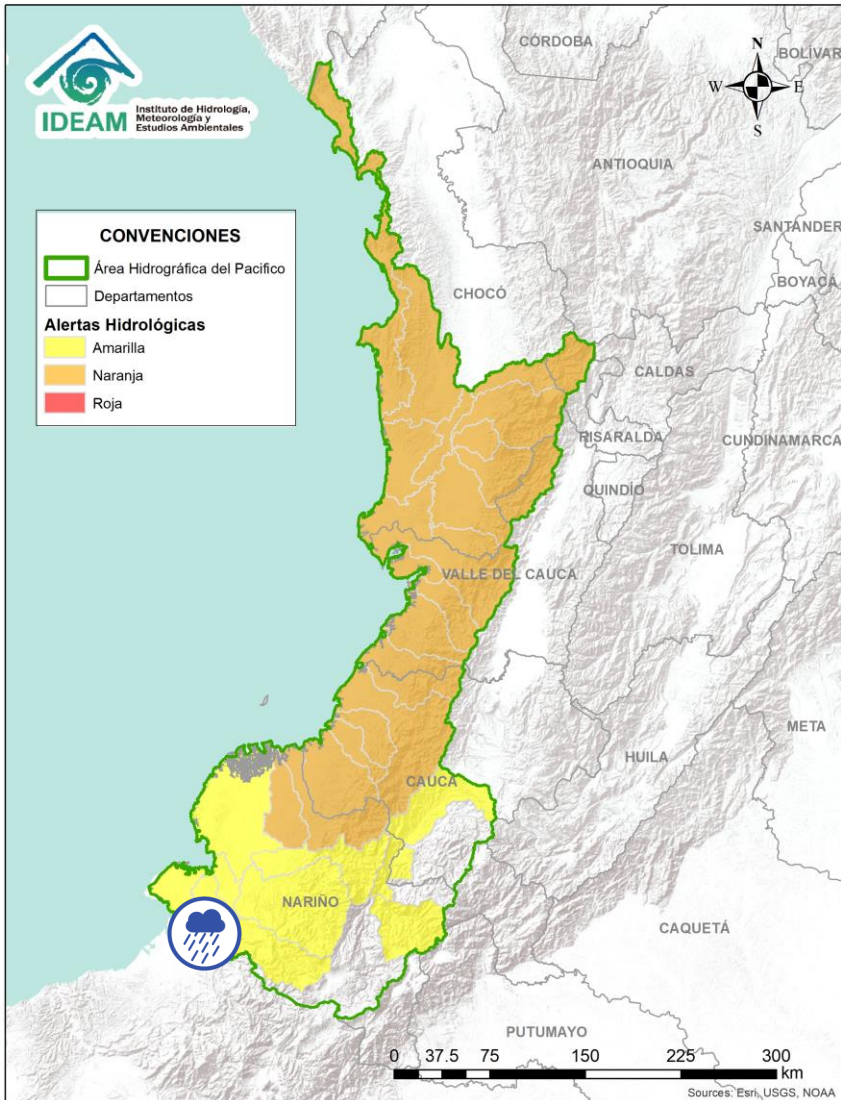 IDEAM
Instituto de Hidrología,
Meteorología y
Estudios Ambientales
CONVENCIONES
Área Hidrográfica del Pacifico
Departamentos
Alertas Hidrológicas
Amarilla
Naranja
Roja
N
W
E
S
CÓRDOBA
BOLÍVAR
ANTIOQUIA
SANTANDER
BOYACÁ
CHOCÓ
CALDAS
RISARALDA
CUNDINAMARCA
QUINDÍO
TOLIMA
VALLE DEL CAUCA
META
HUILA
CAUCA
NARIÑO
CAQUETÁ
PUTUMAYO
0 37.5 75 150 225 300
km
Sources: Esri, USGS, NOAA